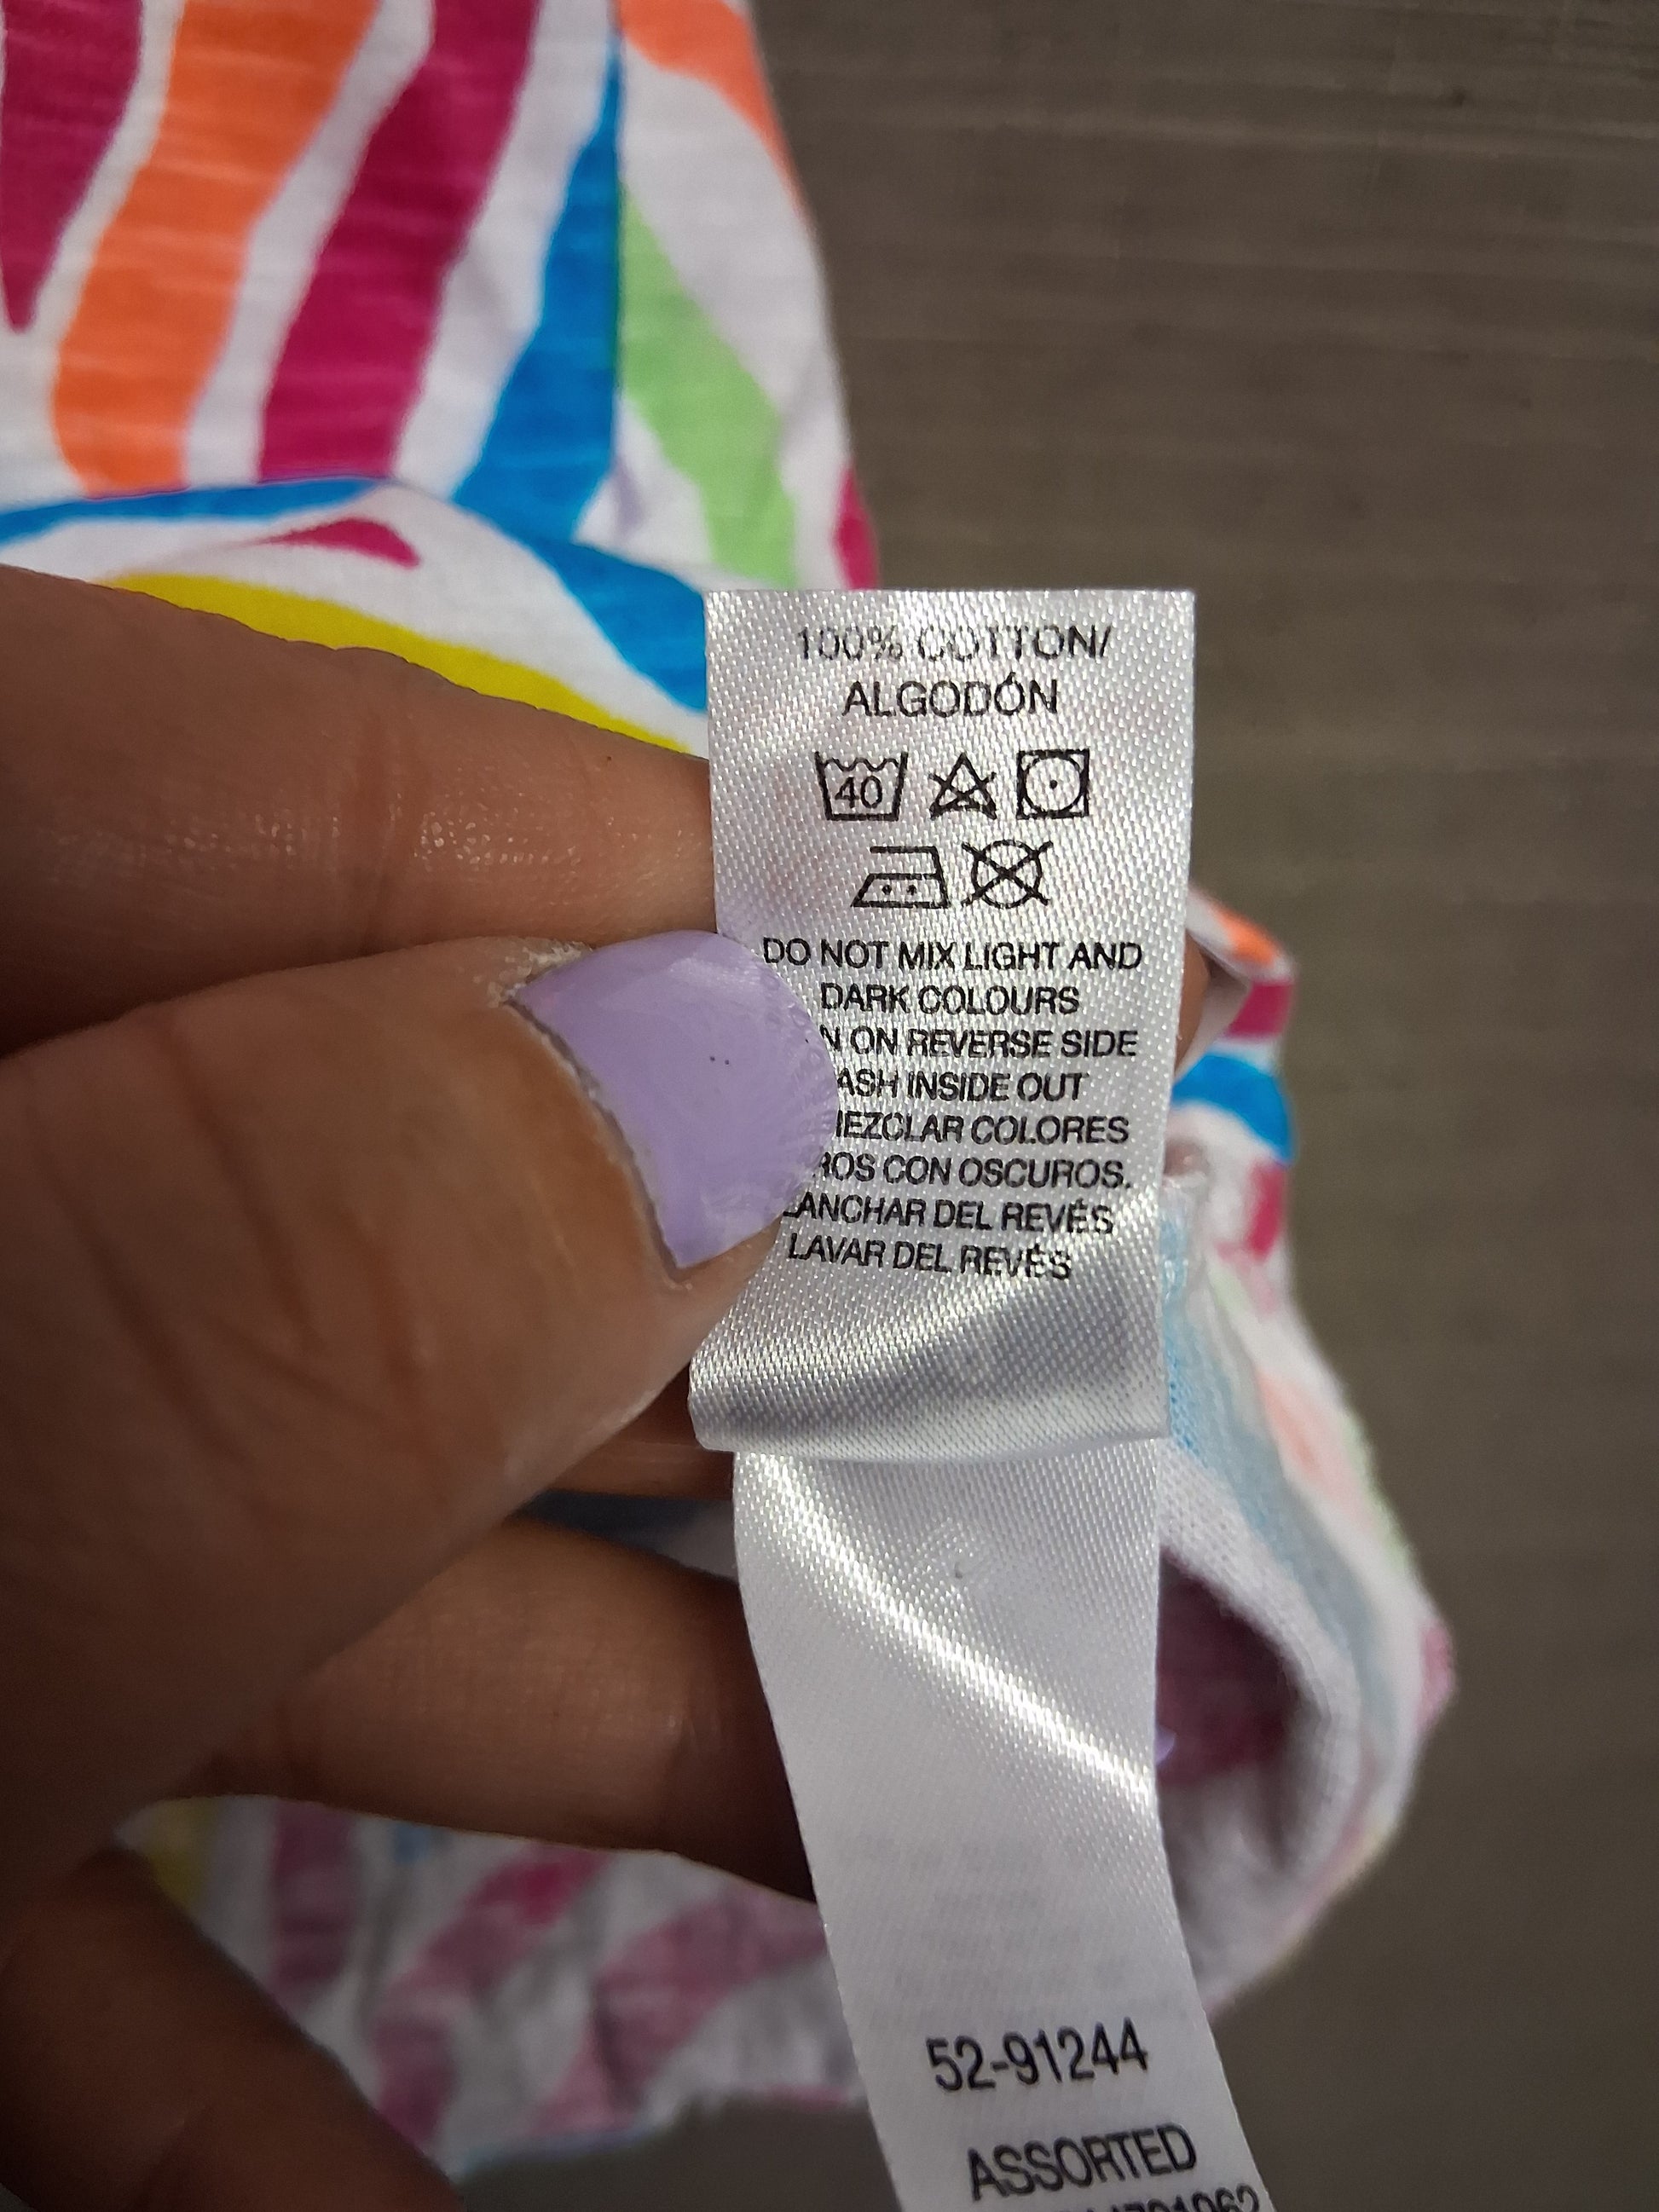 100% COTTON/
ALGODÓN
40
DO NOT MIX LIGHT AND
DARK COLOURS
ON REVERSE SIDE
INSIDE OUT
COLORES
CON OSCUROS.
DEL REVÉS
LAVAR DEL REVÉS
52-91244
ASSORTED